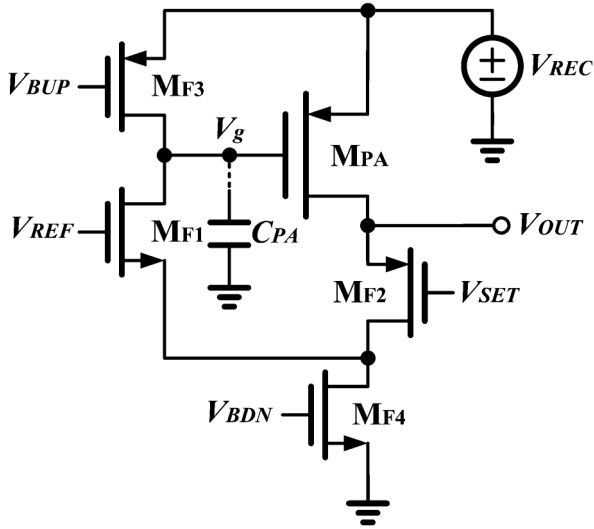 VBUP
MF3
VREC
Vg
MPA
VREF
MF1
CPA
VOUT
MF2
VSET
VBDN
MF4